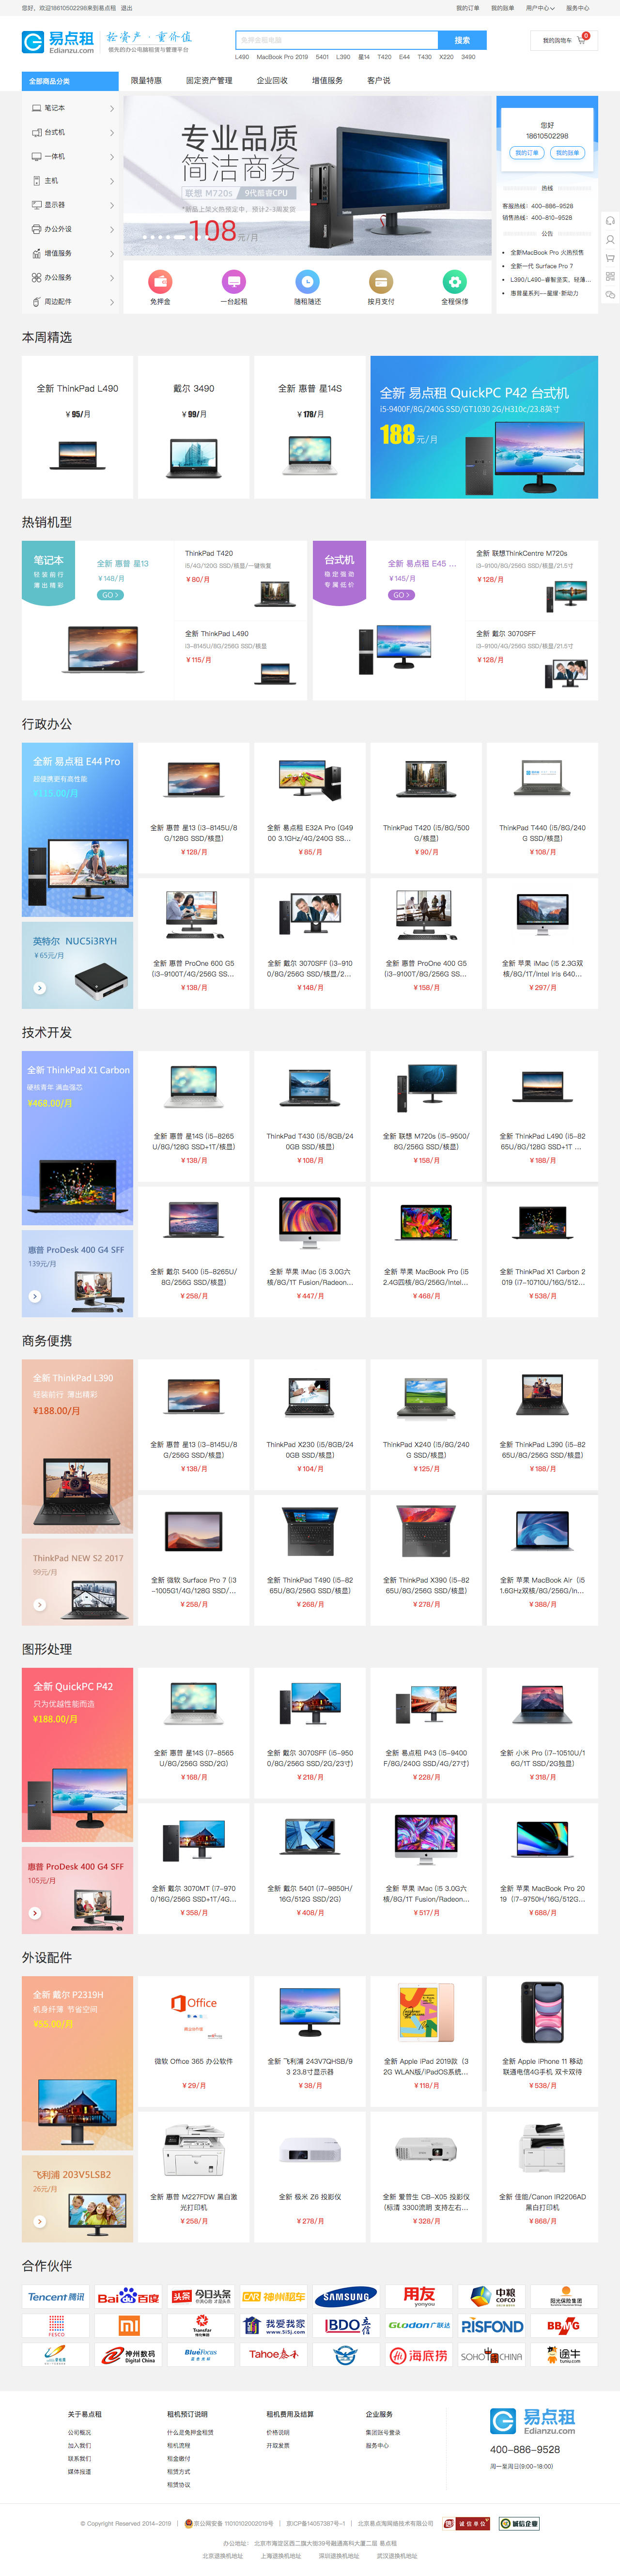 您好,欢迎18610502298来到易点租 退出
我的订单 我的账单 用户中心 服务中心
易点租
Edianzu.com
轻资产·重价值
领先的办公电脑租赁与管理平台
免押金租电脑
搜索
我的购物车 0
L490 MacBook Pro 2019 5401 L390 星14 T420 E44 T430 X220 3490
全部商品分类
限量特惠 固定资产管理 企业回收 增值服务 客户说
笔记本
台式机
一体机
主机
显示器
办公外设
增值服务
办公服务
周边配件
专业品质
简洁商务
联想 M720s 9代酷睿CPU
*新品上架火热预定中,预计2-3周发货
108元/月
免押金
一台起租
随租随还
按月支付
全程保修
您好
18610502298
我的订单 我的账单
热线
客服热线:400-886-9528
销售热线:400-810-9528
公告
全新MacBook Pro 火热预售
全新一代 Surface Pro 7
L390/L490-睿智坚实,轻薄...
惠普星系列—星耀·新动力
本周精选
全新 ThinkPad L490
¥95/月
戴尔 3490
¥99/月
全新 惠普 星14S
¥178/月
全新 易点租 QuickPC P42 台式机
i5-9400F/8G/240G SSD/GT1030 2G/H310c/23.8英寸
188元/月
热销机型
笔记本
轻装前行
薄出精彩
全新 惠普 星13
¥148/月
GO >
ThinkPad T420
i5/4G/120G SSD/核显/一键恢复
¥80/月
全新 ThinkPad L490
i3-8145U/8G/256G SSD/核显
¥115/月
台式机
稳定强劲
专属低价
全新 易点租 E45 ...
¥145/月
GO >
全新 联想ThinkCentre M720s
i3-9100/8G/256G SSD/核显/21.5寸
¥128/月
全新 戴尔 3070SFF
i3-9100/4G/256G SSD/核显/21.5寸
¥128/月
行政办公
全新 易点租 E44 Pro
超便携更有高性能
¥115.00/月
英特尔 NUC5i3RYH
¥65元/月
全新 惠普 星13 (i3-8145U/8G/128G SSD/核显)
¥128/月
全新 易点租 E32A Pro (G4900 3.1GHz/4G/240G SS...
¥85/月
ThinkPad T420 (i5/8G/500G/核显)
¥90/月
ThinkPad T440 (i5/8G/240G SSD/核显)
¥108/月
全新 惠普 ProOne 600 G5 (i3-9100T/4G/256G SS...
¥138/月
全新 戴尔 3070SFF (i3-9100/8G/256G SSD/核显/2...
¥148/月
全新 惠普 ProOne 400 G5 (i3-9100T/8G/256G SS...
¥158/月
全新 苹果 iMac (i5 2.3G双核/8G/1T/Intel Iris 640...
¥297/月
技术开发
全新 ThinkPad X1 Carbon
硬核青年 满血强芯
¥468.00/月
惠普 ProDesk 400 G4 SFF
139元/月
全新 惠普 星14S (i5-8265U/8G/128G SSD+1T/核显)
¥138/月
ThinkPad T430 (i5/8GB/240GB SSD/核显)
¥108/月
全新 联想 M720s (i5-9500/8G/256G SSD/核显)
¥158/月
全新 ThinkPad L490 (i5-8265U/8G/128G SSD+1T ...
¥188/月
全新 戴尔 5400 (i5-8265U/8G/256G SSD/核显)
¥258/月
全新 苹果 iMac (i5 3.0G六核/8G/1T Fusion/Radeon...
¥447/月
全新 苹果 MacBook Pro (i5 2.4G四核/8G/256G/Intel...
¥468/月
全新 ThinkPad X1 Carbon 2019 (i7-10710U/16G/512...
¥538/月
商务便携
全新 ThinkPad L390
轻装前行 薄出精彩
¥188.00/月
ThinkPad NEW S2 2017
99元/月
全新 惠普 星13 (i3-8145U/8G/256G SSD/核显)
¥138/月
ThinkPad X230 (i5/8GB/240GB SSD/核显)
¥104/月
ThinkPad X240 (i5/8G/240G SSD/核显)
¥125/月
全新 ThinkPad L390 (i5-8265U/8G/256G SSD/核显)
¥188/月
全新 微软 Surface Pro 7 (i3-1005G1/4G/128G SSD/...
¥258/月
全新 ThinkPad T490 (i5-8265U/8G/256G SSD/核显)
¥268/月
全新 ThinkPad X390 (i5-8265U/8G/256G SSD/核显)
¥278/月
全新 苹果 MacBook Air (i5 1.6GHz双核/8G/256G/In...
¥388/月
图形处理
全新 QuickPC P42
只为优越性能而造
¥188.00/月
惠普 ProDesk 400 G4 SFF
105元/月
全新 惠普 星14S (i7-8565U/8G/256G SSD/2G)
¥168/月
全新 戴尔 3070SFF (i5-9500/8G/256G SSD/2G/23寸)
¥218/月
全新 易点租 P43 (i5-9400F/8G/240G SSD/4G/27寸)
¥228/月
全新 小米 Pro (i7-10510U/16G/1T SSD/2G独显)
¥318/月
全新 戴尔 3070MT (i7-9700/16G/256G SSD+1T/4G...
¥358/月
全新 戴尔 5401 (i7-9850H/16G/512G SSD/2G)
¥408/月
全新 苹果 iMac (i5 3.0G六核/8G/1T Fusion/Radeon...
¥517/月
全新 苹果 MacBook Pro 2019 (i7-9750H/16G/512G...
¥688/月
外设配件
全新 戴尔 P2319H
机身纤薄 节省空间
¥55.00/月
飞利浦 203V5LSB2
26元/月
Office
微软 Office 365 办公软件
¥29/月
全新 飞利浦 243V7QHSB/93 23.8寸显示器
¥38/月
全新 Apple iPad 2019款 (32G WLAN版/iPadOS系统...
¥118/月
全新 Apple iPhone 11 移动联通电信4G手机 双卡双待
¥538/月
全新 惠普 M227FDW 黑白激光打印机
¥258/月
全新 极米 Z6 投影仪
¥278/月
全新 爱普生 CB-X05 投影仪 (标清 3300流明 支持左右...
¥328/月
全新 佳能/Canon iR2206AD 黑白打印机
¥868/月
合作伙伴
Tencent 腾讯
Bai百度
头条 今日头条
CAR 神州租车
SAMSUNG
用友 yonyou
中粮 COFCO
阳光保险集团
FESCO
mi
Transfar
我爱我家 www.5i5j.com
BDO 立信
GLodon 广联达
RISFOND
神州数码 Digital China
BlueFocus
Tahoe
海底捞
SOHO CHINA
途牛 tuniu.com
关于易点租
公司概况
加入我们
联系我们
媒体报道
租机预订说明
什么是免押金租赁
租机流程
租金缴付
租赁方式
租赁协议
租机费用及结算
价格说明
开取发票
企业服务
集团账号登录
服务中心
易点租
Edianzu.com
400-886-9528
周一至周日(9:00-18:00)
© Copyright Reserved 2014-2019 | 京公网安备 11010102002019号 | 京ICP备14057387号-1 | 北京易点淘网络技术有限公司
诚信单位
诚信企业
办公地址: 北京市海淀区西二旗大街39号融通高科大厦二层 易点租
北京退换机地址 上海退换机地址 深圳退换机地址 武汉退换机地址